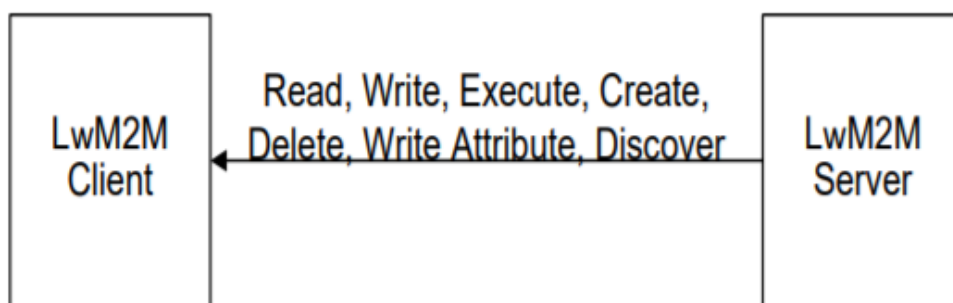 LwM2M
Client
Read, Write, Execute, Create,
Delete, Write Attribute, Discover
LwM2M
Server